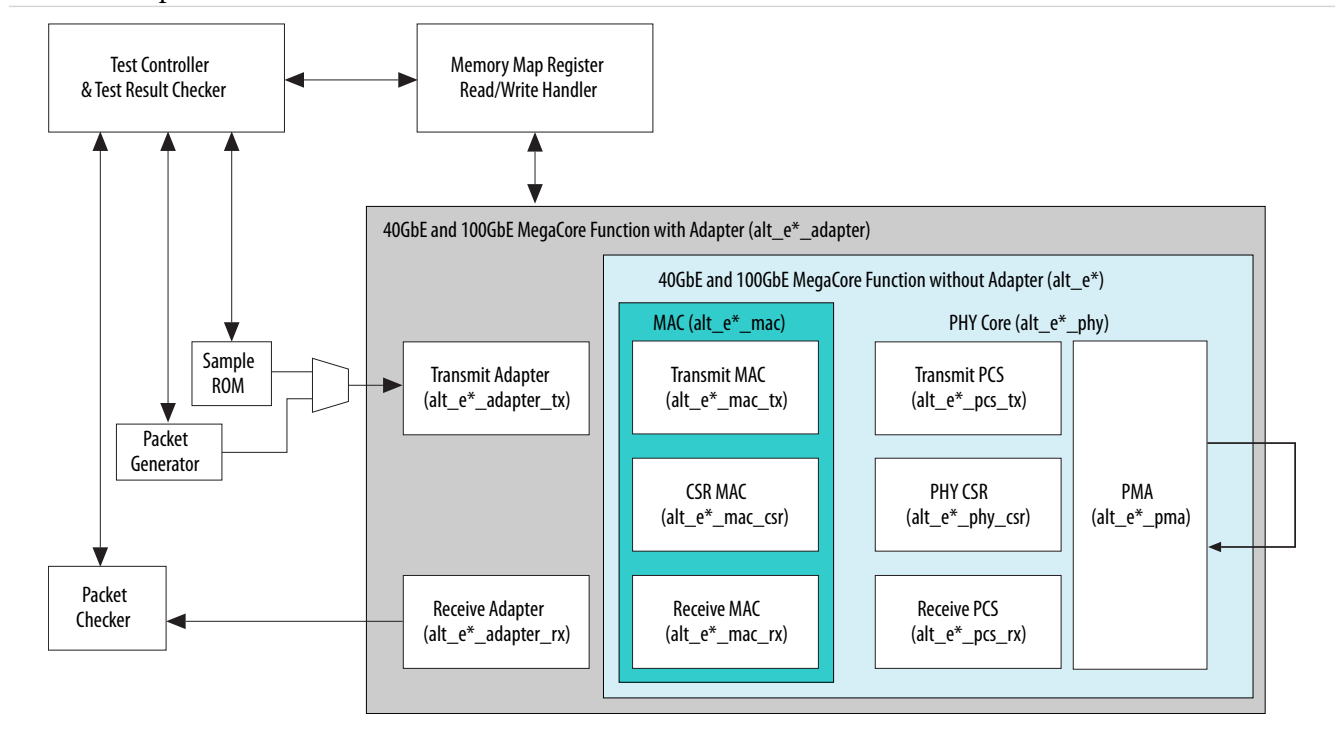 Test Controller
& Test Result Checker
Memory Map Register
Read/Write Handler
40GbE and 100GbE MegaCore Function with Adapter (alt_e*_adapter)
40GbE and 100GbE MegaCore Function without Adapter (alt_e*)
MAC (alt_e*_mac)
PHY Core (alt_e*_phy)
Sample
ROM
Transmit Adapter
(alt_e*_adapter_tx)
Transmit MAC
(alt_e*_mac_tx)
Transmit PCS
(alt_e*_pcs_tx)
Packet
Generator
CSR MAC
(alt_e*_mac_csr)
PHY CSR
(alt_e*_phy_csr)
PMA
(alt_e*_pma)
Packet
Checker
Receive Adapter
(alt_e*_adapter_rx)
Receive MAC
(alt_e*_mac_rx)
Receive PCS
(alt_e*_pcs_rx)